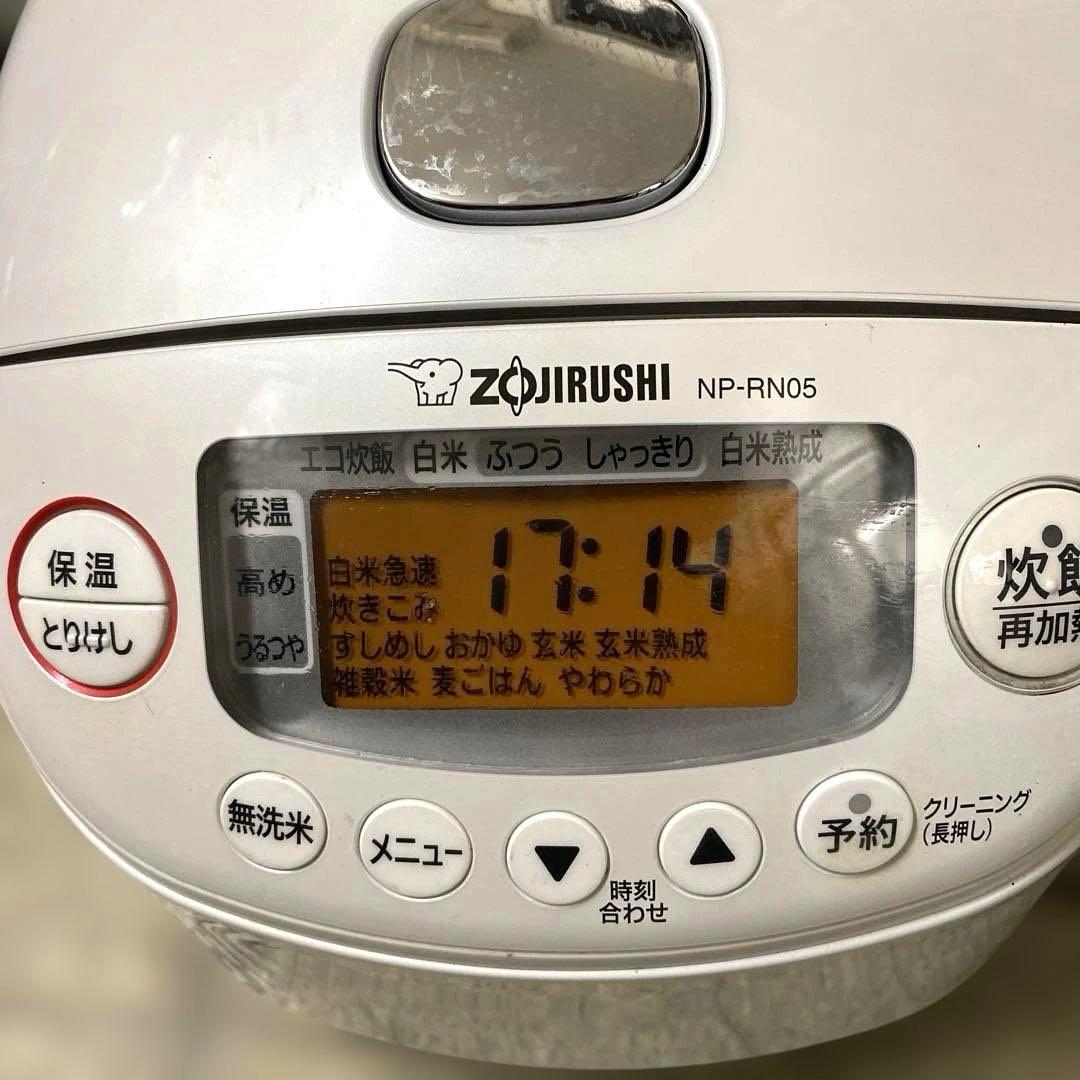 ZOJIRUSHI NP-RN05
エコ炊飯 白米 ふつう しゃっきり 白米熟成
保温
高め
うるつや
17:14
白米急速
炊きこみ
すしめし おかゆ 玄米 玄米熟成
雑穀米 麦ごはん やわらか
保温
とりけし
炊飯
再加熱
無洗米
メニュー
▼
▲
時刻
合わせ
予約
クリーニング
(長押し)